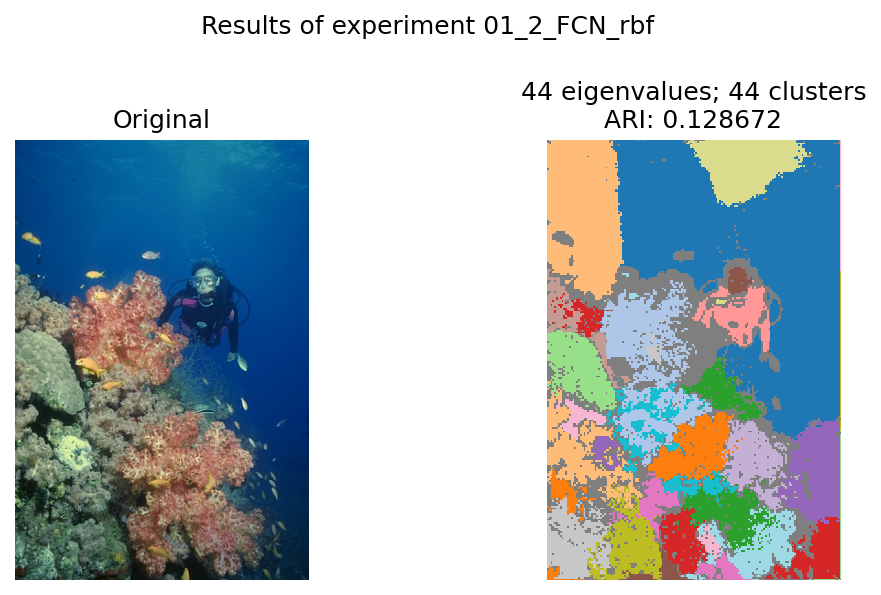 Results of experiment 01_2_FCN_rbf
Original
44 eigenvalues; 44 clusters
ARI: 0.128672